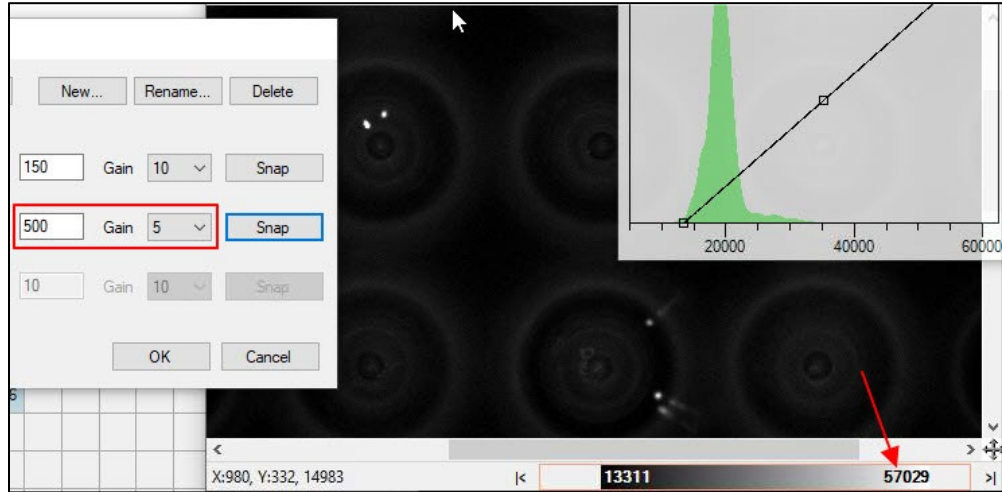 New... Rename... Delete
150 Gain 10 Snap
500 Gain 5 Snap
10 Gain 10 Snap
OK Cancel
20000 40000 60000
6
X:980, Y:332, 14983 |< 13311 57029 >|